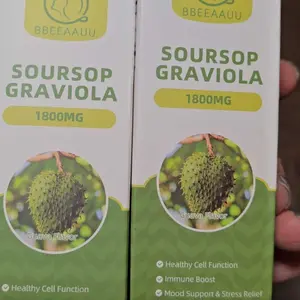 BBEEAAUU
SOURSOP
GRAVIOLA
1800MG
Healthy Cell Function
BBEEAAUU
SOURSOP
GRAVIOLA
1800MG
Healthy Cell Function
Immune Boost
Mood Support & Stress Relief